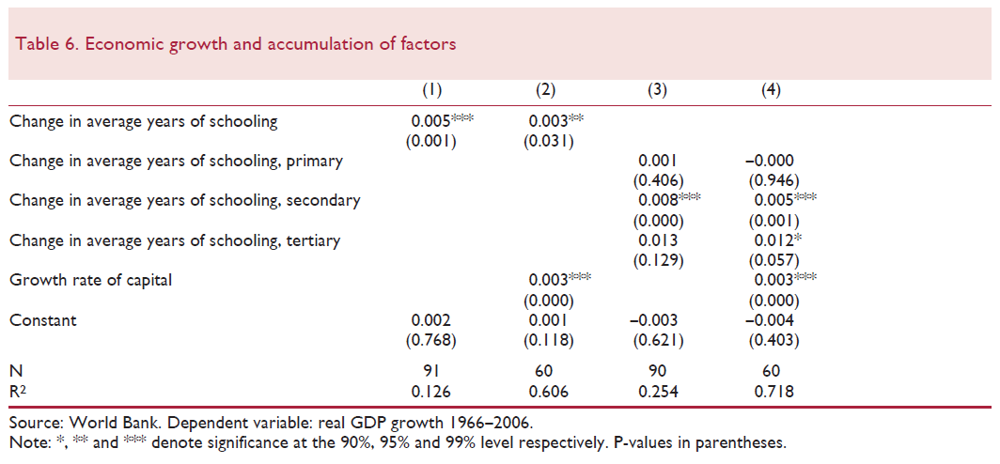 Table 6. Economic growth and accumulation of factors
(1) (2) (3) (4)
Change in average years of schooling 0.005*** 0.003**
(0.001) (0.031)
Change in average years of schooling, primary 0.001 –0.000
(0.406) (0.946)
Change in average years of schooling, secondary 0.008*** 0.005***
(0.000) (0.001)
Change in average years of schooling, tertiary 0.013 0.012*
(0.129) (0.057)
Growth rate of capital 0.003*** 0.003***
(0.000) (0.000)
Constant 0.002 0.001 –0.003 –0.004
(0.768) (0.118) (0.621) (0.403)
N 91 60 90 60
R2 0.126 0.606 0.254 0.718
Source: World Bank. Dependent variable: real GDP growth 1966–2006.
Note: *, ** and *** denote significance at the 90%, 95% and 99% level respectively. P-values in parentheses.